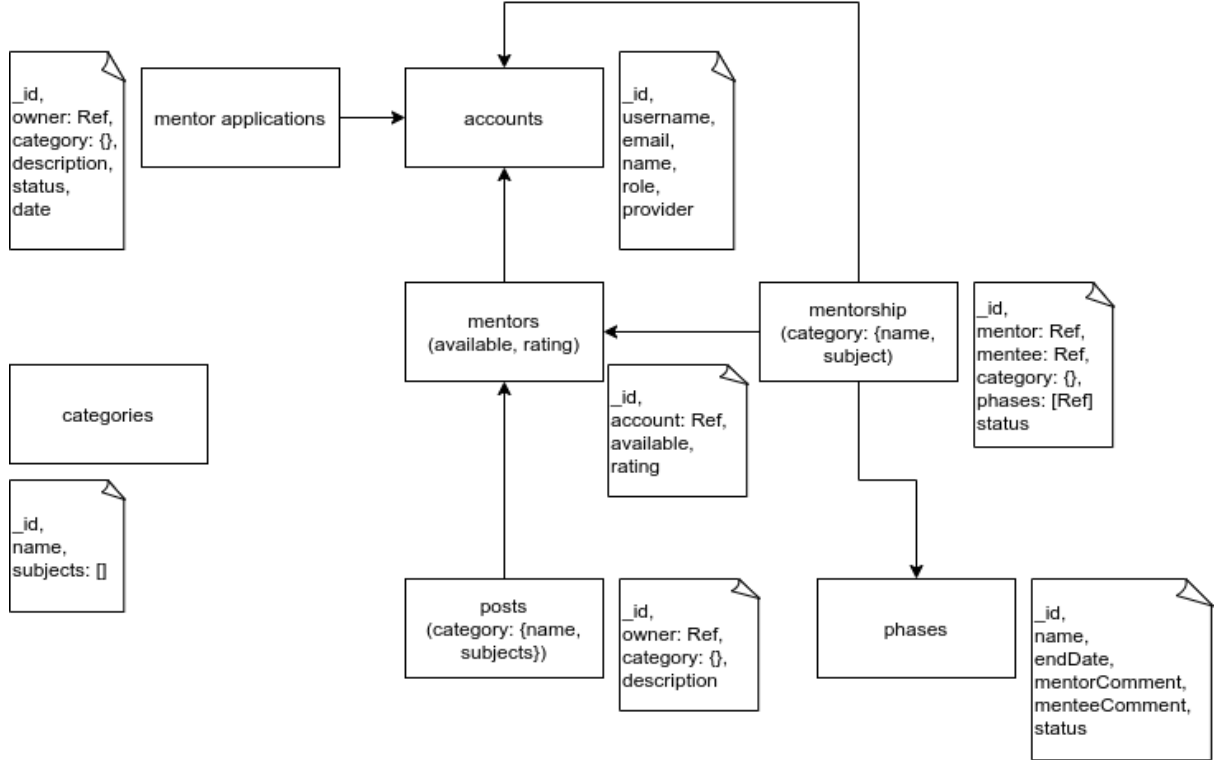 _id,
owner: Ref,
category: {},
description,
status,
date
mentor applications
accounts
_id,
username,
email,
name,
role,
provider
mentors
(available, rating)
mentorship
(category: {name,
subject)
_id,
mentor: Ref,
mentee: Ref,
category: {},
phases: [Ref]
status
categories
_id,
account: Ref,
available,
rating
_id,
name,
subjects: []
posts
(category: {name,
subjects})
_id,
owner: Ref,
category: {},
description
phases
_id,
name,
endDate,
mentorComment,
menteeComment,
status